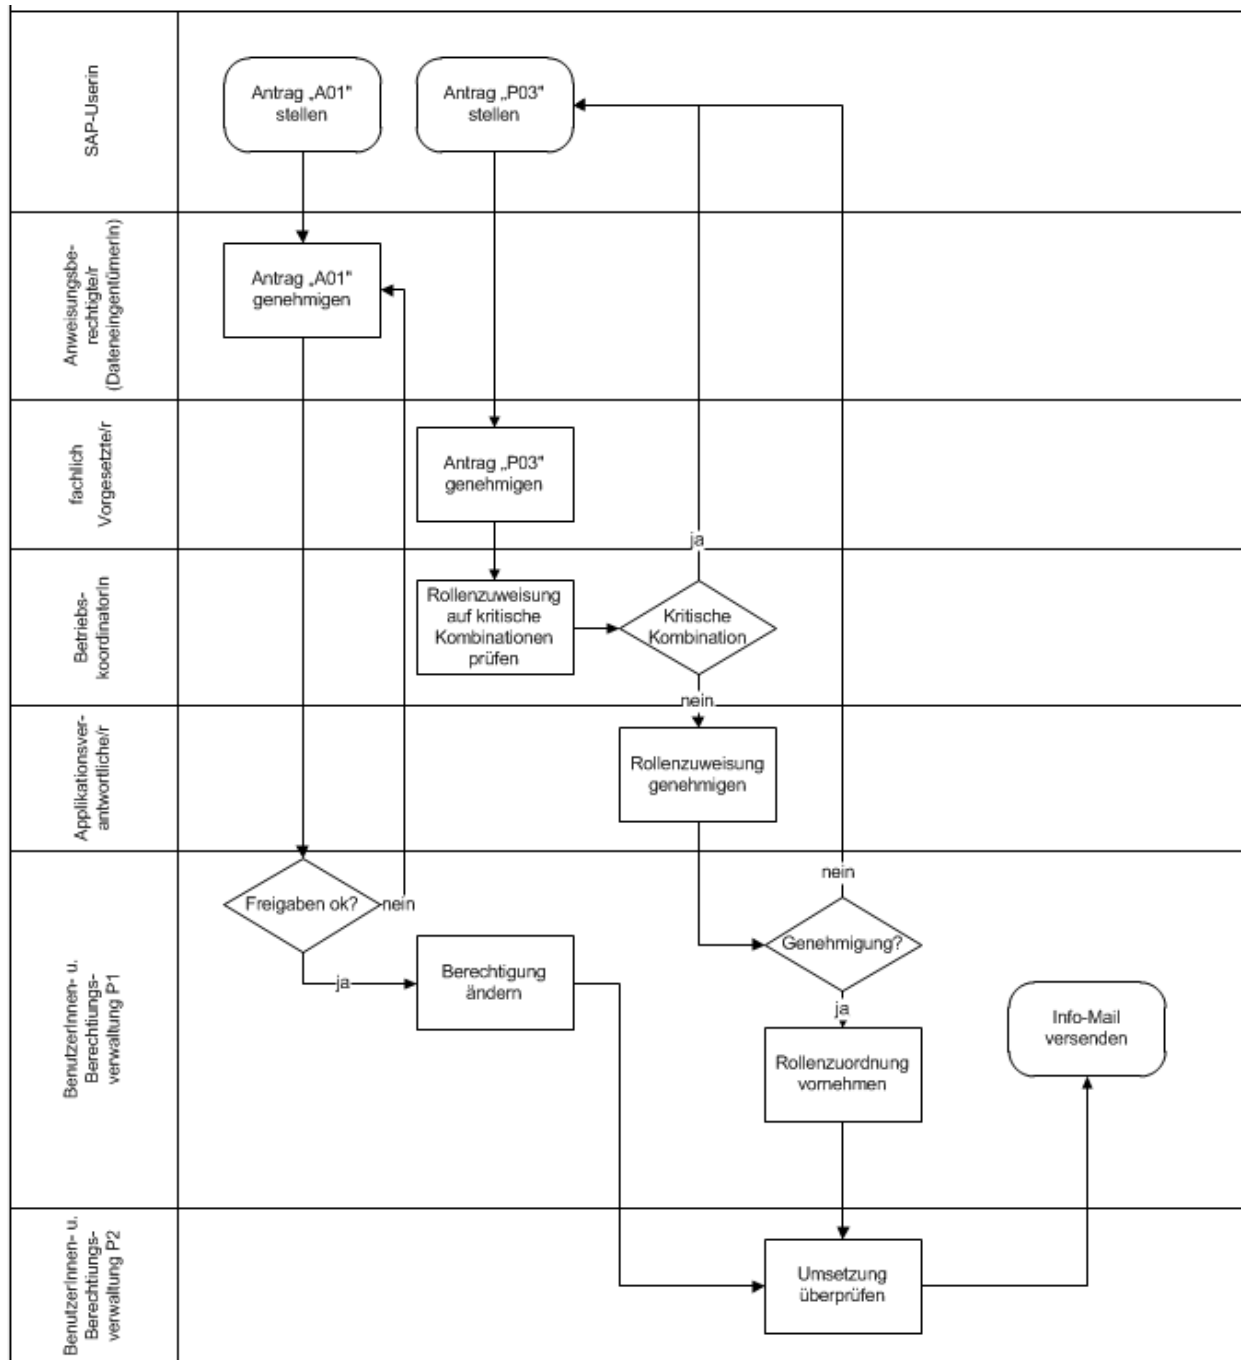 SAP-Userin
Antrag „A01"
stellen
Antrag „P03"
stellen
Anweisungsbe-
rechtigte/r
(DateneigentümerIn)
Antrag „A01"
genehmigen
fachlich
Vorgesetzte/r
Antrag „P03"
genehmigen
ja
Betriebs-
koordinatorIn
Rollenzuweisung
auf kritische
Kombinationen
prüfen
Kritische
Kombination
nein
Applikationsver-
antwortliche/r
Rollenzuweisung
genehmigen
BenutzerInnen- u.
Berechtiungs-
verwaltung P1
Freigaben ok?
nein
ja
Berechtigung
ändern
nein
Genehmigung?
ja
Rollenzuordnung
vornehmen
Info-Mail
versenden
BenutzerInnen- u.
Berechtiungs-
verwaltung P2
Umsetzung
überprüfen